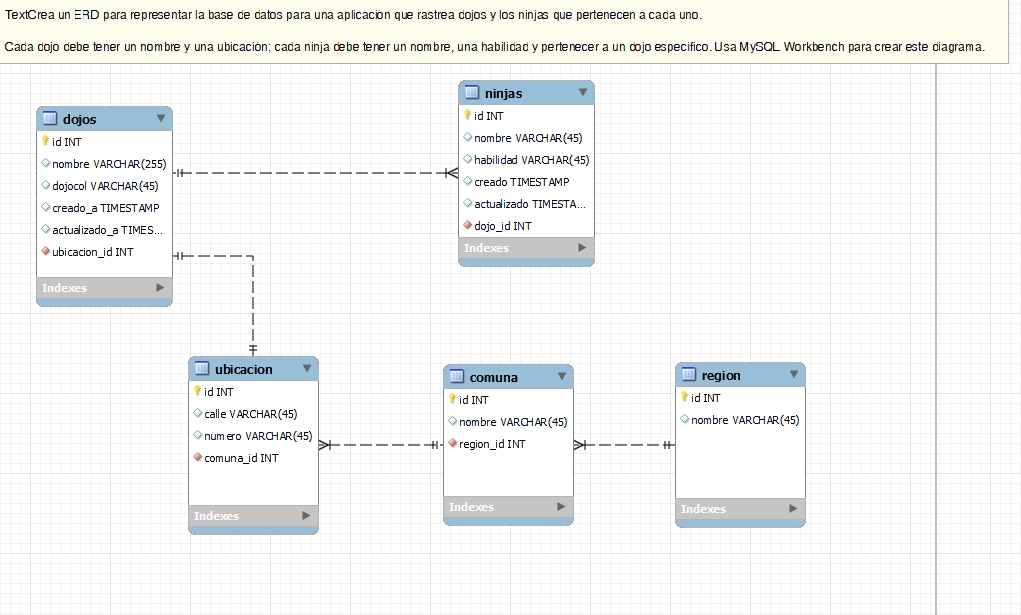 TextCrea un ERD para representar la base de datos para una aplicación que rastrea dojos y los ninjas que pertenecen a cada uno.
Cada dojo debe tener un nombre y una ubicación; cada ninja debe tener un nombre, una habilidad y pertenecer a un dojo especifico. Usa MySQL Workbench para crear este diagrama.
dojos
id INT
nombre VARCHAR(255)
dojocol VARCHAR(45)
creado_a TIMESTAMP
actualizado_a TIMES...
ubicacion_id INT
Indexes
ninjas
id INT
nombre VARCHAR(45)
habilidad VARCHAR(45)
creado TIMESTAMP
actualizado TIMESTA...
dojo_id INT
Indexes
ubicacion
id INT
calle VARCHAR(45)
numero VARCHAR(45)
comuna_id INT
Indexes
comuna
id INT
nombre VARCHAR(45)
region_id INT
Indexes
region
id INT
nombre VARCHAR(45)
Indexes